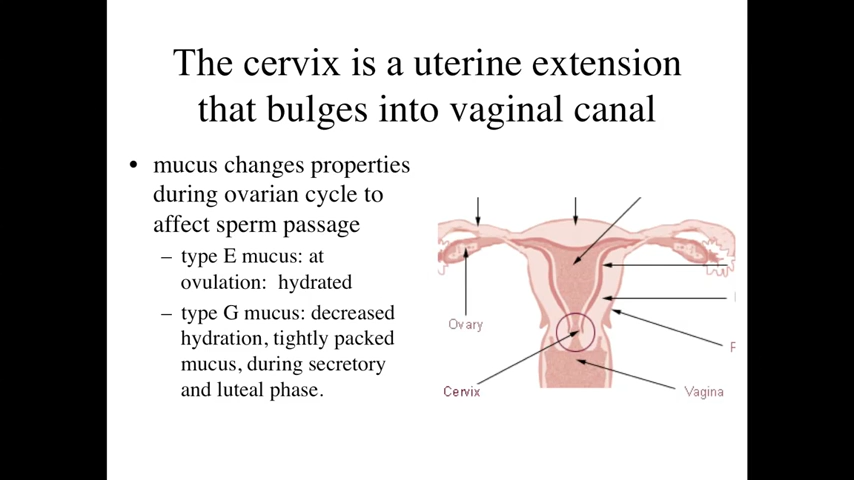 The cervix is a uterine extension
that bulges into vaginal canal
• mucus changes properties
during ovarian cycle to
affect sperm passage
– type E mucus: at
ovulation: hydrated
– type G mucus: decreased
hydration, tightly packed
mucus, during secretory
and luteal phase.
Ovary
Cervix
Vagina